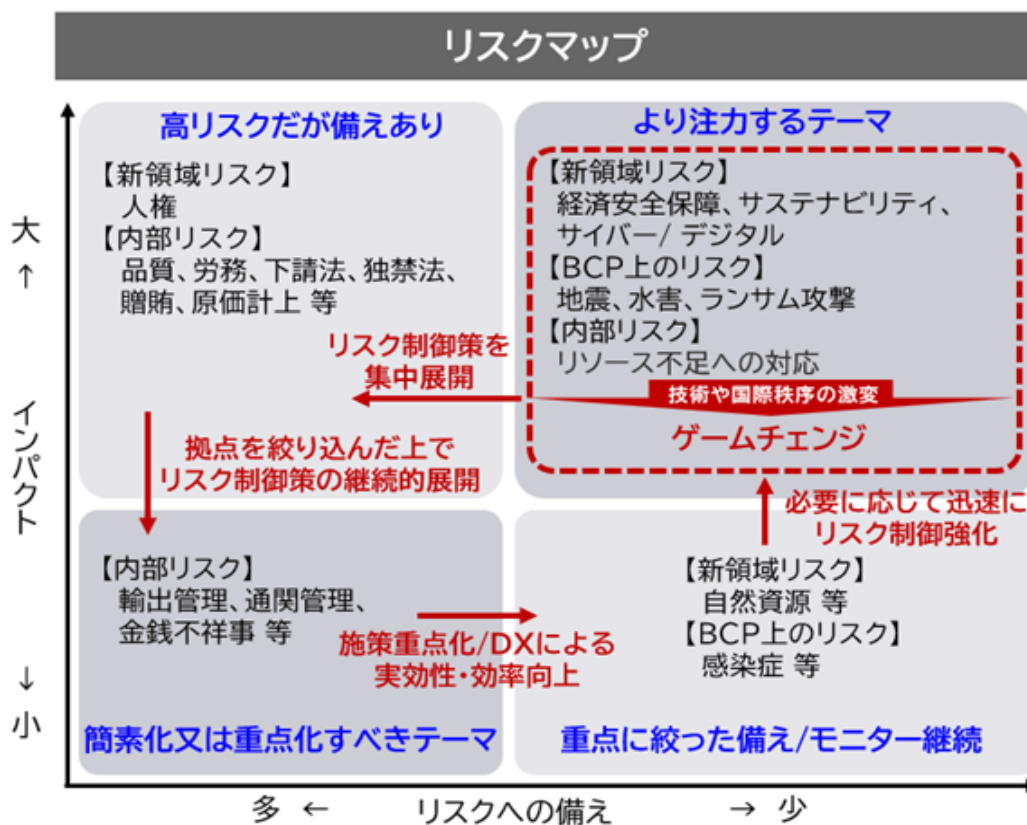 リスクマップ
高リスクだが備えあり
【新領域リスク】
人権
【内部リスク】
品質、労務、下請法、独禁法、
贈賄、原価計上 等
リスク制御策を
集中展開
拠点を絞り込んだ上で
リスク制御策の継続的展開
より注力するテーマ
【新領域リスク】
経済安全保障、サステナビリティ、
サイバー/ デジタル
【BCP上のリスク】
地震、水害、ランサム攻撃
【内部リスク】
リソース不足への対応
技術や国際秩序の激変
ゲームチェンジ
必要に応じて迅速に
リスク制御強化
【内部リスク】
輸出管理、通関管理、
金銭不祥事 等
施策重点化/DXによる
実効性・効率向上
簡素化又は重点化すべきテーマ
【新領域リスク】
自然資源 等
【BCP上のリスク】
感染症 等
重点に絞った備え/モニター継続
大
↑
インパクト
↓
小
多 ← リスクへの備え → 少